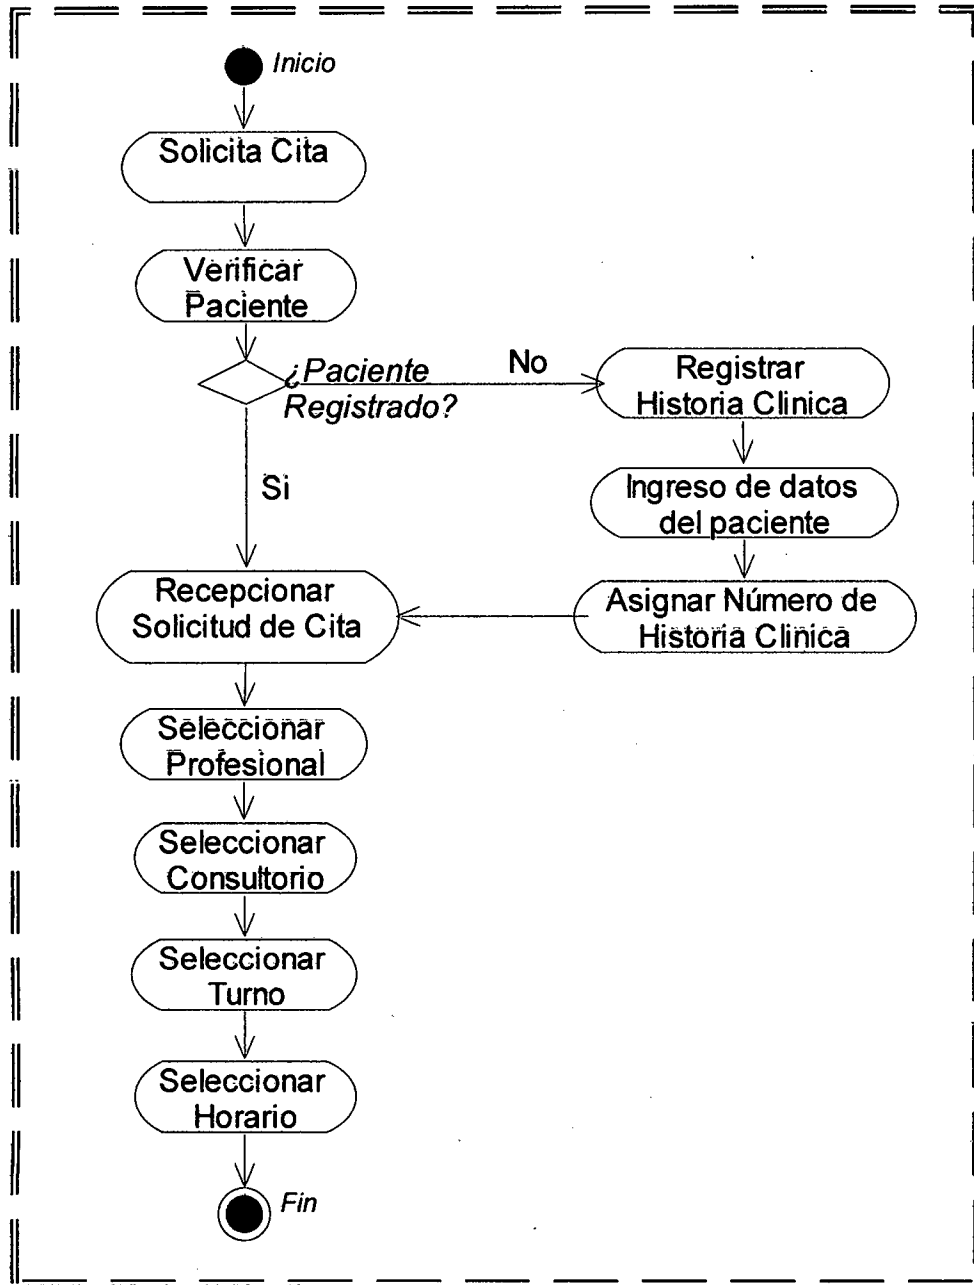 Inicio
Solicita Cita
Verificar
Paciente
¿Paciente
Registrado?
No
Registrar
Historia Clinica
Ingreso de datos
del paciente
Asignar Número de
Historia Clinica
Si
Recepcionar
Solicitud de Cita
Seleccionar
Profesional
Seleccionar
Consultorio
Seleccionar
Turno
Seleccionar
Horario
Fin